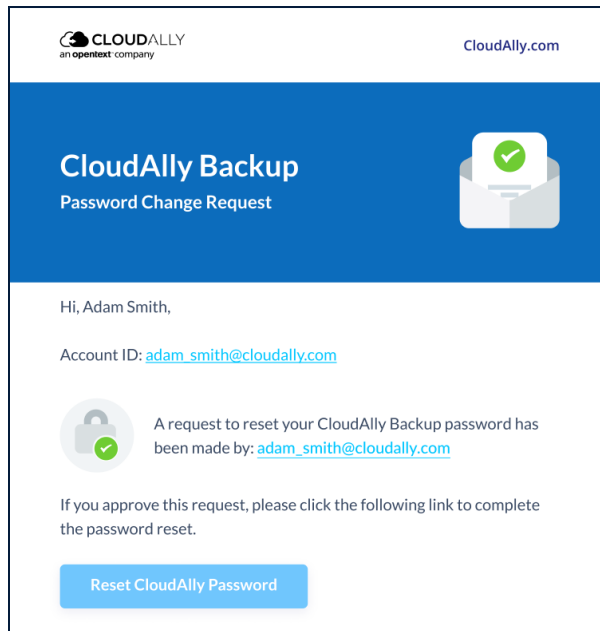 CLOUDALLY
an opentext company
CloudAlly.com
CloudAlly Backup
Password Change Request
Hi, Adam Smith,
Account ID: adam_smith@cloudally.com
A request to reset your CloudAlly Backup password has
been made by: adam_smith@cloudally.com
If you approve this request, please click the following link to complete
the password reset.
Reset CloudAlly Password